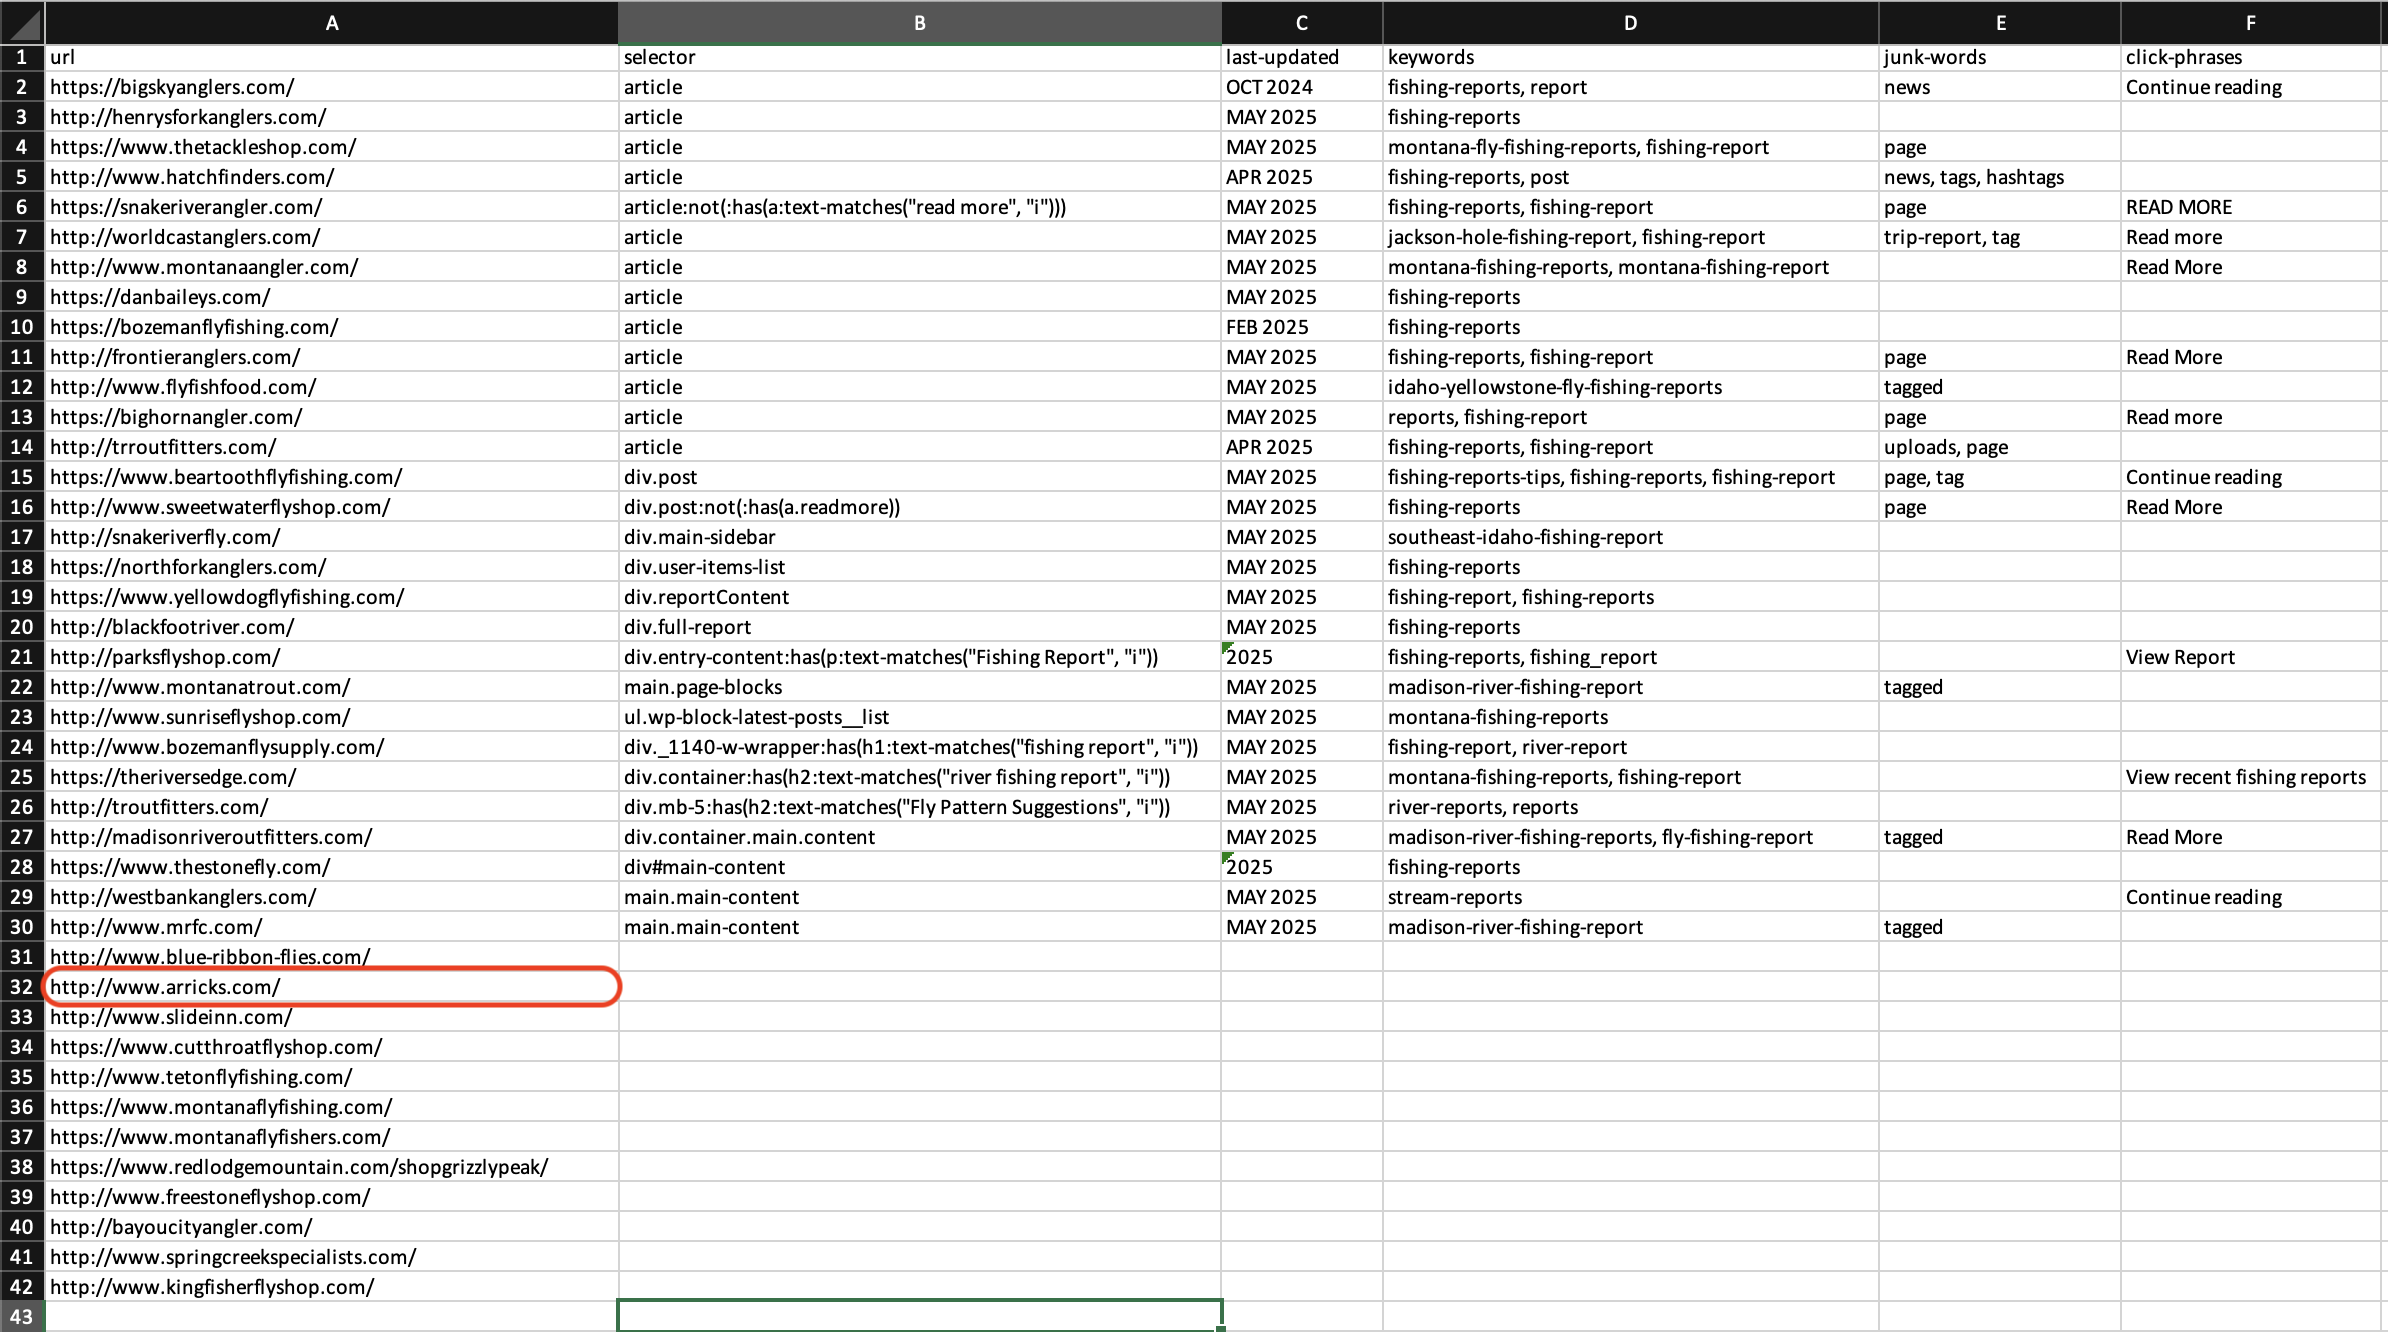 A B C D E F
1 url selector last-updated keywords junk-words click-phrases
2 https://bigskyanglers.com/ article OCT 2024 fishing-reports, report news Continue reading
3 http://henrysforkanglers.com/ article MAY 2025 fishing-reports
4 https://www.thetackleshop.com/ article MAY 2025 montana-fly-fishing-reports, fishing-report page
5 http://www.hatchfinders.com/ article APR 2025 fishing-reports, post news, tags, hashtags
6 https://snakeriverangler.com/ article:not(:has(a:text-matches("read more", "i"))) MAY 2025 fishing-reports, fishing-report page READ MORE
7 http://worldcastanglers.com/ article MAY 2025 jackson-hole-fishing-report, fishing-report trip-report, tag Read more
8 http://www.montanaangler.com/ article MAY 2025 montana-fishing-reports, montana-fishing-report Read More
9 https://danbaileys.com/ article MAY 2025 fishing-reports
10 https://bozemanflyfishing.com/ article FEB 2025 fishing-reports
11 http://frontieranglers.com/ article MAY 2025 fishing-reports, fishing-report page Read More
12 http://www.flyfishfood.com/ article MAY 2025 idaho-yellowstone-fly-fishing-reports tagged
13 https://bighornangler.com/ article MAY 2025 reports, fishing-report page Read more
14 http://trroutfitters.com/ article APR 2025 fishing-reports, fishing-report uploads, page
15 https://www.beartoothflyfishing.com/ div.post MAY 2025 fishing-reports-tips, fishing-reports, fishing-report page, tag Continue reading
16 http://www.sweetwaterflyshop.com/ div.post:not(:has(a.readmore)) MAY 2025 fishing-reports page Read More
17 http://snakeriverfly.com/ div.main-sidebar MAY 2025 southeast-idaho-fishing-report
18 https://northforkanglers.com/ div.user-items-list MAY 2025 fishing-reports
19 https://www.yellowdogflyfishing.com/ div.reportContent MAY 2025 fishing-report, fishing-reports
20 http://blackfootriver.com/ div.full-report MAY 2025 fishing-reports
21 http://parksflyshop.com/ div.entry-content:has(p:text-matches("Fishing Report", "i")) 2025 fishing-reports, fishing_report View Report
22 http://www.montanatrout.com/ main.page-blocks MAY 2025 madison-river-fishing-report tagged
23 http://www.sunriseflyshop.com/ ul.wp-block-latest-posts__list MAY 2025 montana-fishing-reports
24 http://www.bozemanflysupply.com/ div._1140-w-wrapper:has(h1:text-matches("fishing report", "i")) MAY 2025 fishing-report, river-report
25 https://theriversedge.com/ div.container:has(h2:text-matches("river fishing report", "i")) MAY 2025 montana-fishing-reports, fishing-report View recent fishing reports
26 http://troutfitters.com/ div.mb-5:has(h2:text-matches("Fly Pattern Suggestions", "i")) MAY 2025 river-reports, reports
27 http://madisonriveroutfitters.com/ div.container.main.content MAY 2025 madison-river-fishing-reports, fly-fishing-report tagged Read More
28 https://www.thestonefly.com/ div#main-content 2025 fishing-reports
29 http://westbankanglers.com/ main.main-content MAY 2025 stream-reports Continue reading
30 http://www.mrfc.com/ main.main-content MAY 2025 madison-river-fishing-report tagged
31 http://www.blue-ribbon-flies.com/
32 http://www.arricks.com/
33 http://www.slideinn.com/
34 https://www.cutthroatflyshop.com/
35 http://www.tetonflyfishing.com/
36 https://www.montanaflyfishing.com/
37 https://www.montanaflyfishers.com/
38 https://www.redlodgemountain.com/shopgrizzlypeak/
39 http://www.freestoneflyshop.com/
40 http://bayoucityangler.com/
41 http://www.springcreekspecialists.com/
42 http://www.kingfisherflyshop.com/
43